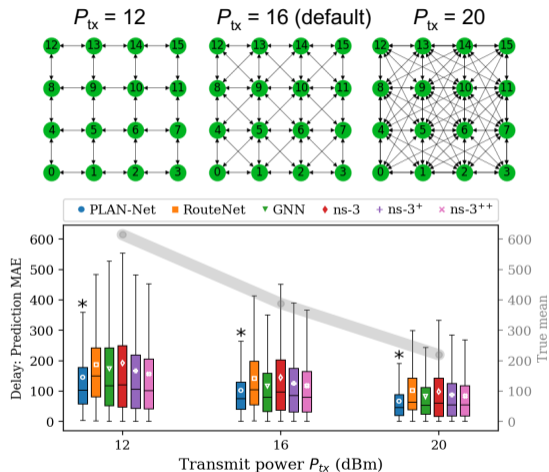 P_tx = 12 P_tx = 16 (default) P_tx = 20
12 13 14 15 12 13 14 15 12 13 14 15
8 9 10 11 8 9 10 11 8 9 10 11
4 5 6 7 4 5 6 7 4 5 6 7
0 1 2 3 0 1 2 3 0 1 2 3
PLAN-Net RouteNet GNN ns-3 ns-3⁺ ns-3⁺⁺
Delay: Prediction MAE
600
500
400
300
200
100
0
*
*
*
600
500
400
300
200
100
0
True mean
12 16 20
Transmit power P_tx (dBm)